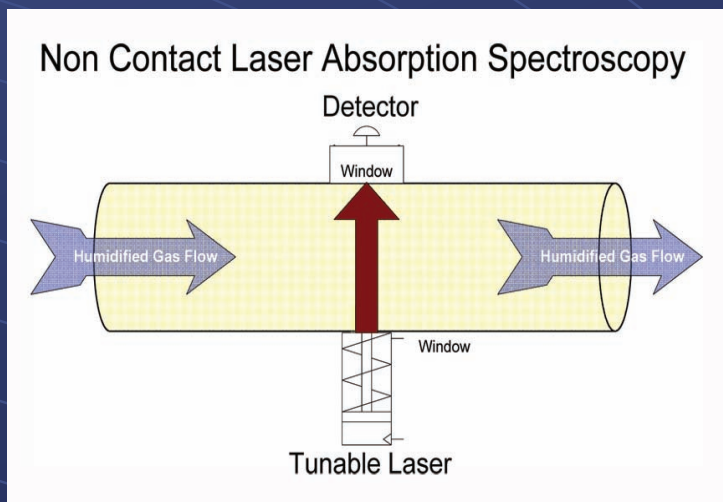 Non Contact Laser Absorption Spectroscopy
Detector
Window
Humidified Gas Flow
Humidified Gas Flow
Window
Tunable Laser